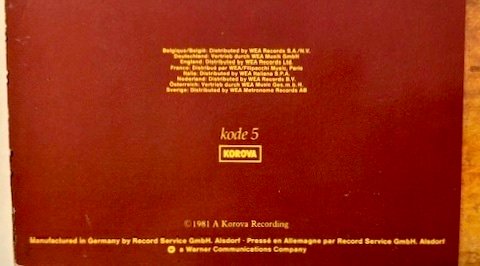 Belgique/België: Distributed by WEA Records S.A./N.V.
Deutschland: Vertrieb durch WEA Musik GmbH
England: Distributed by WEA Records Ltd.
France: Distribué par WEA/Filipacchi Music, Paris
Italia: Distributed by WEA Italiana S.P.A.
Nederland: Distributed by WEA Records B.V.
Österreich: Vertrieb durch WEA Music Ges.m.b.H.
Sverige: Distributed by WEA Metronome Records AB
kode 5
KOROVA
© 1981 A Korova Recording
Manufactured in Germany by Record Service GmbH, Alsdorf · Pressé en Allemagne par Record Service GmbH, Alsdorf
a Warner Communications Company